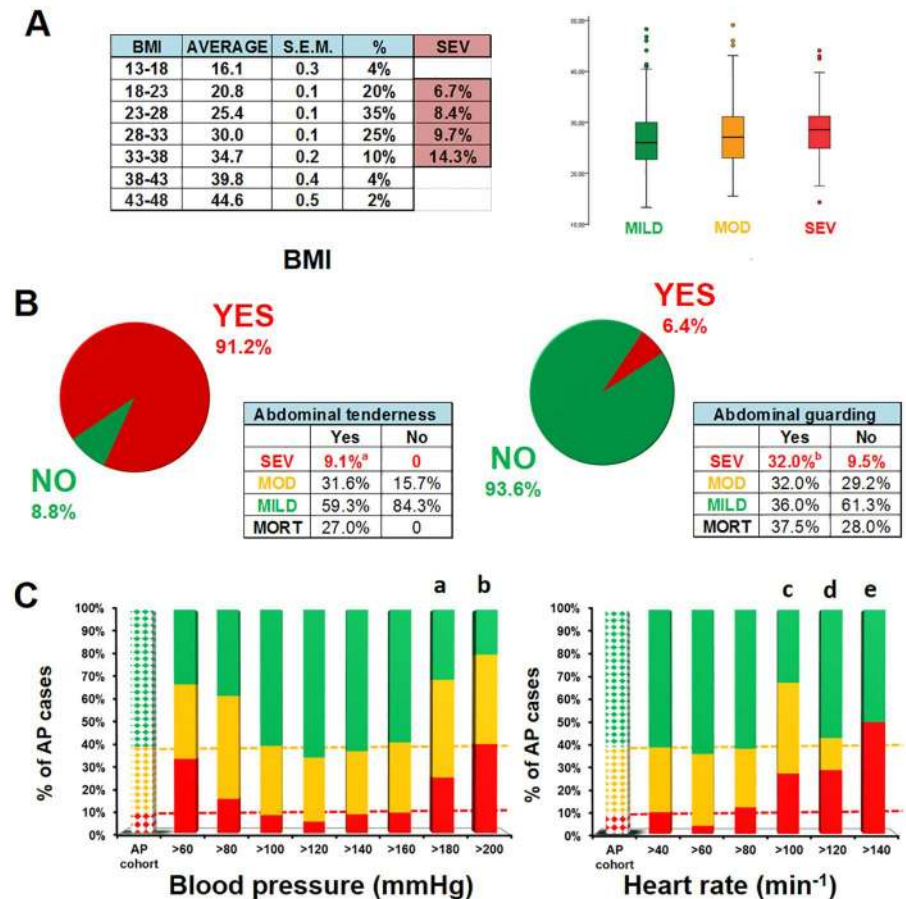 A
BMI AVERAGE S.E.M. % SEV
13-18 16.1 0.3 4%
18-23 20.8 0.1 20% 6.7%
23-28 25.4 0.1 35% 8.4%
28-33 30.0 0.1 25% 9.7%
33-38 34.7 0.2 10% 14.3%
38-43 39.8 0.4 4%
43-48 44.6 0.5 2%
BMI
MILD MOD SEV
B
YES
91.2%
NO
8.8%
Abdominal tenderness
Yes No
SEV 9.1%ᵃ 0
MOD 31.6% 15.7%
MILD 59.3% 84.3%
MORT 27.0% 0
YES
6.4%
NO
93.6%
Abdominal guarding
Yes No
SEV 32.0%ᵇ 9.5%
MOD 32.0% 29.2%
MILD 36.0% 61.3%
MORT 37.5% 28.0%
C
a b
% of AP cases
100%
90%
80%
70%
60%
50%
40%
30%
20%
10%
0%
AP cohort >60 >80 >100 >120 >140 >160 >180 >200
Blood pressure (mmHg)
c d e
% of AP cases
100%
90%
80%
70%
60%
50%
40%
30%
20%
10%
0%
AP cohort >40 >60 >80 >100 >120 >140
Heart rate (min⁻¹)